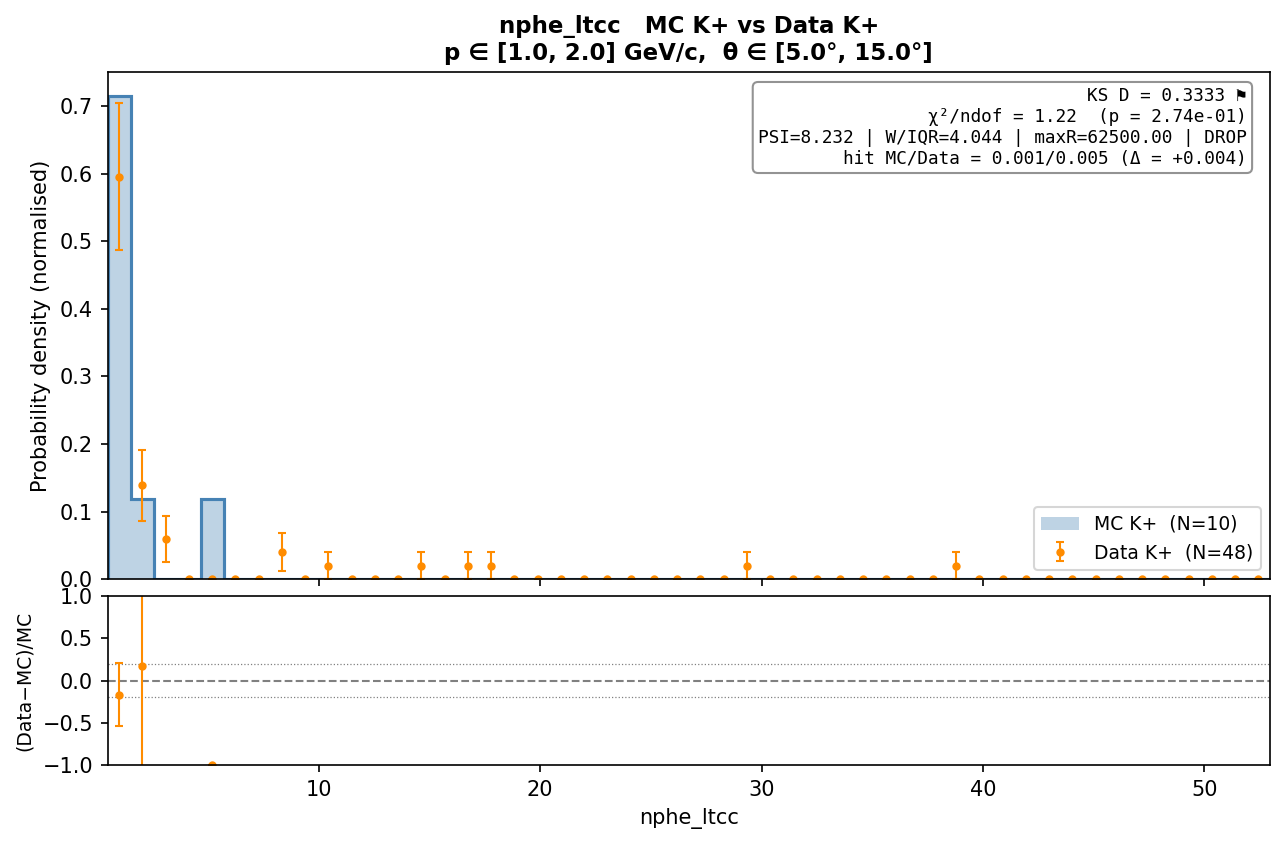 nphe_ltcc   MC K+ vs Data K+
p ∈ [1.0, 2.0] GeV/c,  θ ∈ [5.0°, 15.0°]
KS D = 0.3333 ⚑
χ²/ndof = 1.22  (p = 2.74e-01)
PSI=8.232 | W/IQR=4.044 | maxR=62500.00 | DROP
hit MC/Data = 0.001/0.005 (Δ = +0.004)
Probability density (normalised)
0.7
0.6
0.5
0.4
0.3
0.2
0.1
0.0
MC K+  (N=10)
Data K+  (N=48)
(Data−MC)/MC
1.0
0.5
0.0
−0.5
−1.0
10
20
30
40
50
nphe_ltcc